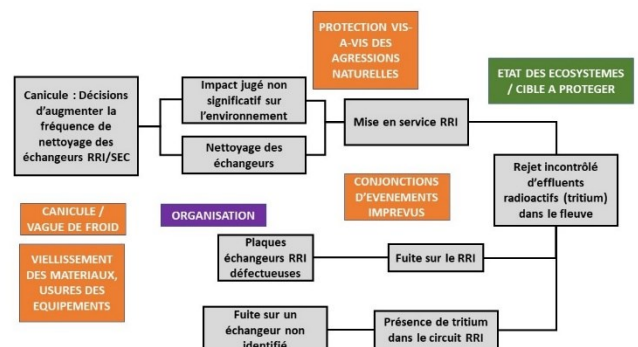 PROTECTION VIS-
A-VIS DES
AGRESSIONS
NATURELLES
ETAT DES ECOSYSTEMES
/ CIBLE A PROTEGER
Canicule : Décisions
d'augmenter la
fréquence de
nettoyage des
échangeurs RRI/SEC
Impact jugé non
significatif sur
l'environnement
Nettoyage des
échangeurs
Mise en service RRI
Rejet incontrôlé
d'effluents
radioactifs (tritium)
dans le fleuve
CANICULE /
VAGUE DE FROID
ORGANISATION
CONJONCTIONS
D'EVENEMENTS
IMPREVUS
VIELLISSEMENT
DES MATERIAUX,
USURES DES
EQUIPEMENTS
Plaques
échangeurs RRI
défectueuses
Fuite sur le RRI
Fuite sur un
échangeur non
identifié
Présence de tritium
dans le circuit RRI